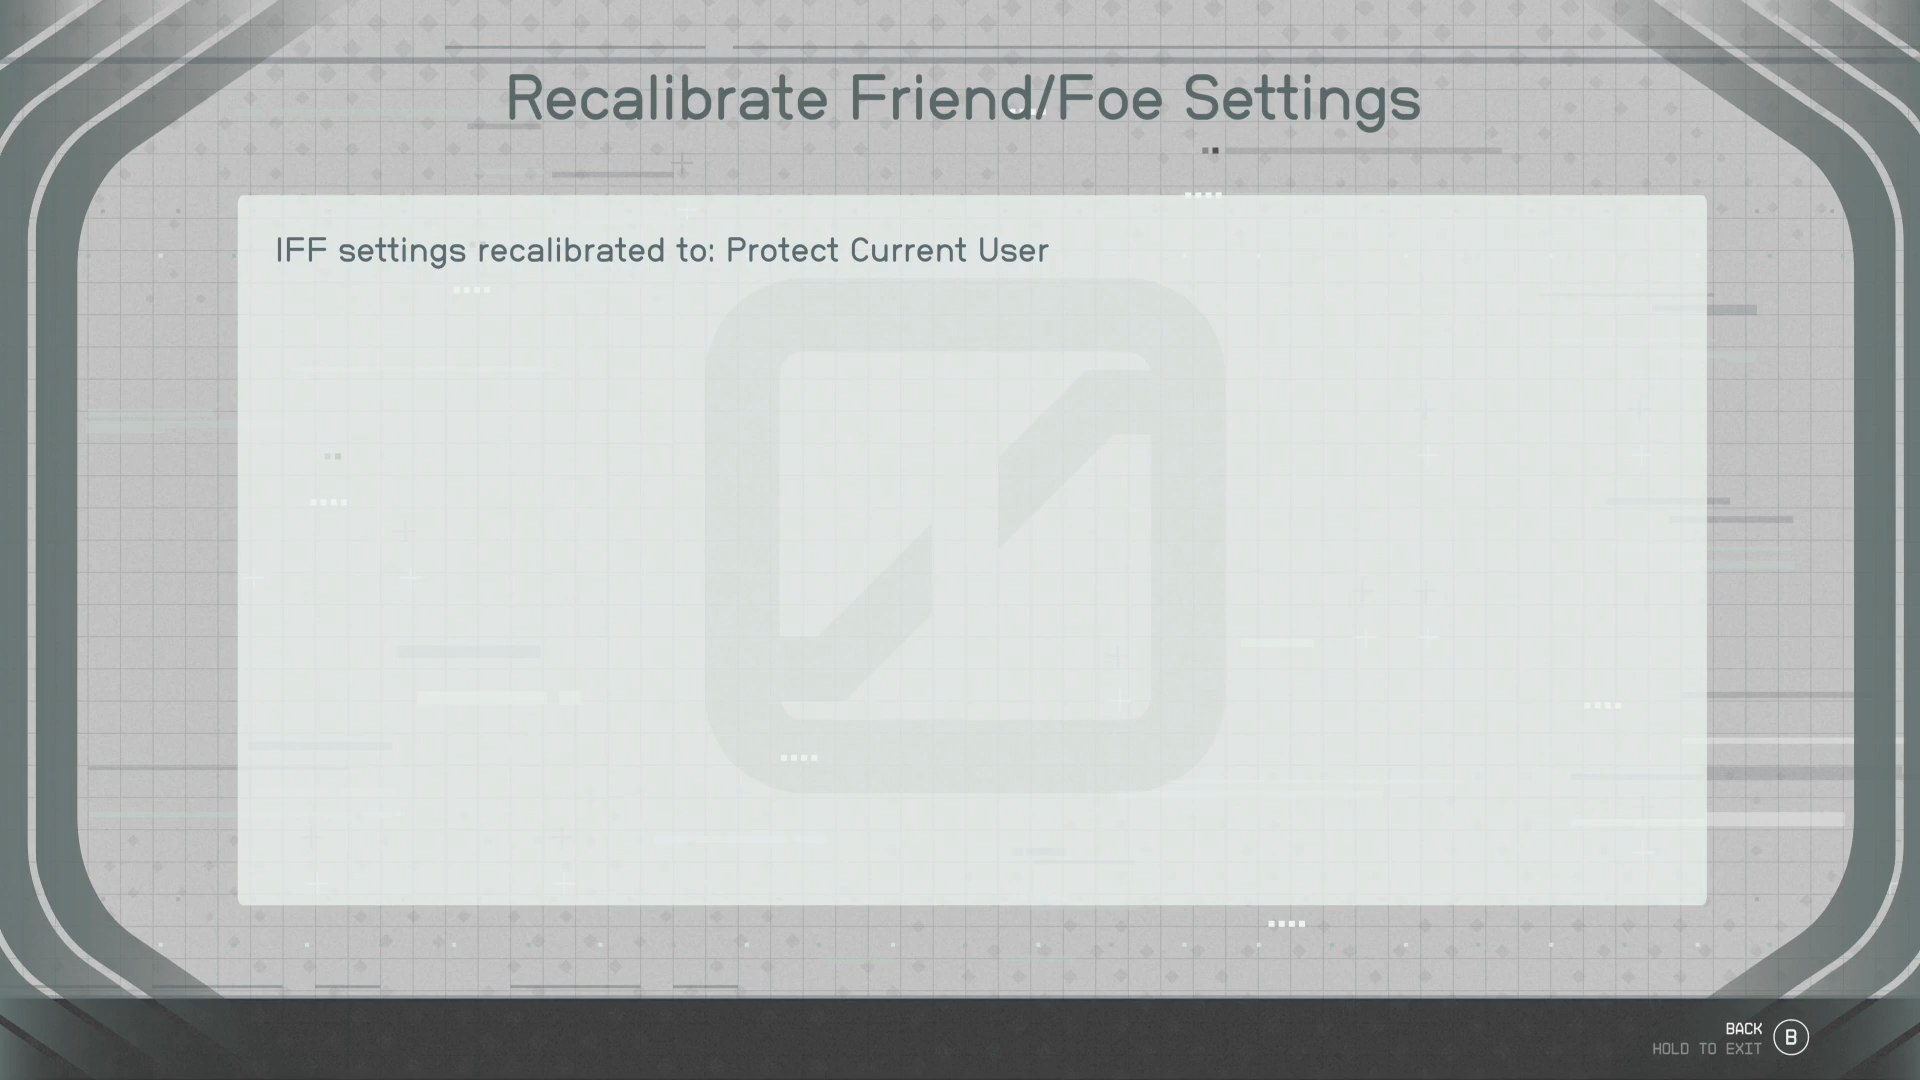 Recalibrate Friend/Foe Settings
IFF settings recalibrated to: Protect Current User
BACK
B
HOLD TO EXIT